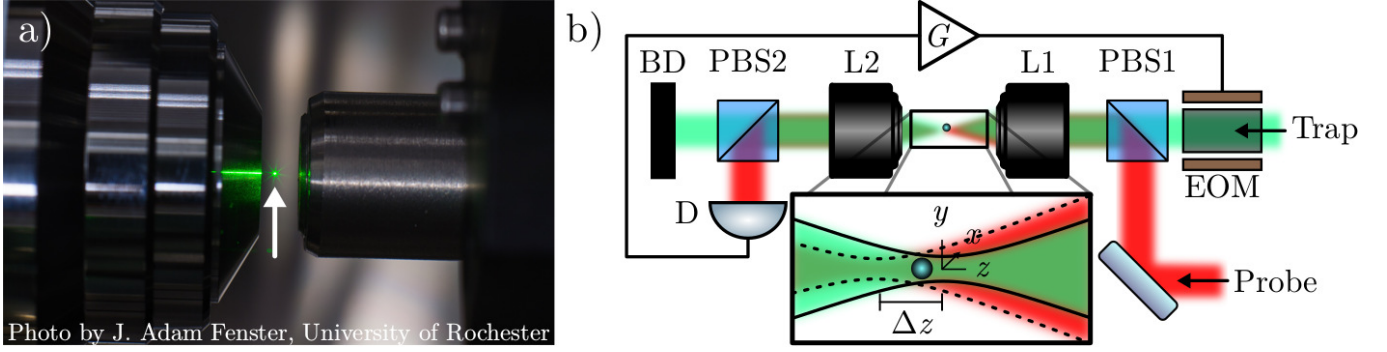 a)
Photo by J. Adam Fenster, University of Rochester
b)
G
BD
PBS2
L2
L1
PBS1
Trap
EOM
D
y
x
z
Δz
Probe